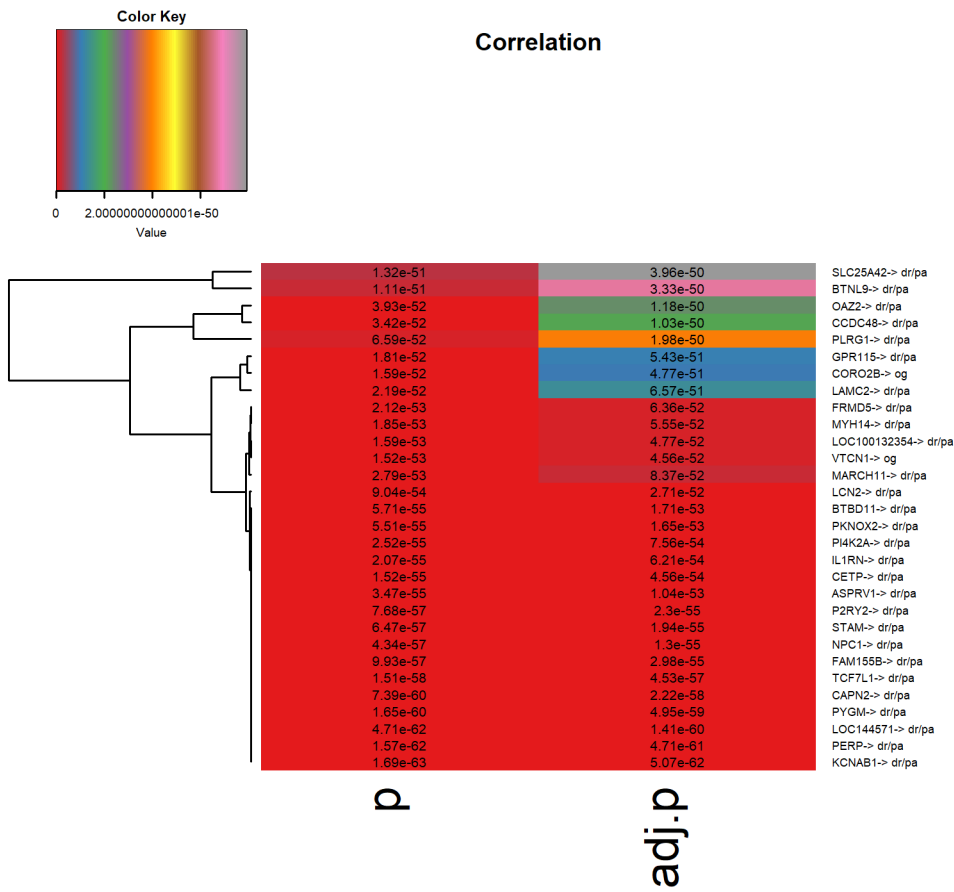 Color Key
Correlation
0 2.00000000000001e-50
Value
1.32e-51 3.96e-50 SLC25A42-> dr/pa
1.11e-51 3.33e-50 BTNL9-> dr/pa
3.93e-52 1.18e-50 OAZ2-> dr/pa
3.42e-52 1.03e-50 CCDC48-> dr/pa
6.59e-52 1.98e-50 PLRG1-> dr/pa
1.81e-52 5.43e-51 GPR115-> dr/pa
1.59e-52 4.77e-51 CORO2B-> og
2.19e-52 6.57e-51 LAMC2-> dr/pa
2.12e-53 6.36e-52 FRMD5-> dr/pa
1.85e-53 5.55e-52 MYH14-> dr/pa
1.59e-53 4.77e-52 LOC100132354-> dr/pa
1.52e-53 4.56e-52 VTCN1-> og
2.79e-53 8.37e-52 MARCH11-> dr/pa
9.04e-54 2.71e-52 LCN2-> dr/pa
5.71e-55 1.71e-53 BTBD11-> dr/pa
5.51e-55 1.65e-53 PKNOX2-> dr/pa
2.52e-55 7.56e-54 PI4K2A-> dr/pa
2.07e-55 6.21e-54 IL1RN-> dr/pa
1.52e-55 4.56e-54 CETP-> dr/pa
3.47e-55 1.04e-53 ASPRV1-> dr/pa
7.68e-57 2.3e-55 P2RY2-> dr/pa
6.47e-57 1.94e-55 STAM-> dr/pa
4.34e-57 1.3e-55 NPC1-> dr/pa
9.93e-57 2.98e-55 FAM155B-> dr/pa
1.51e-58 4.53e-57 TCF7L1-> dr/pa
7.39e-60 2.22e-58 CAPN2-> dr/pa
1.65e-60 4.95e-59 PYGM-> dr/pa
4.71e-62 1.41e-60 LOC144571-> dr/pa
1.57e-62 4.71e-61 PERP-> dr/pa
1.69e-63 5.07e-62 KCNAB1-> dr/pa
p adj.p